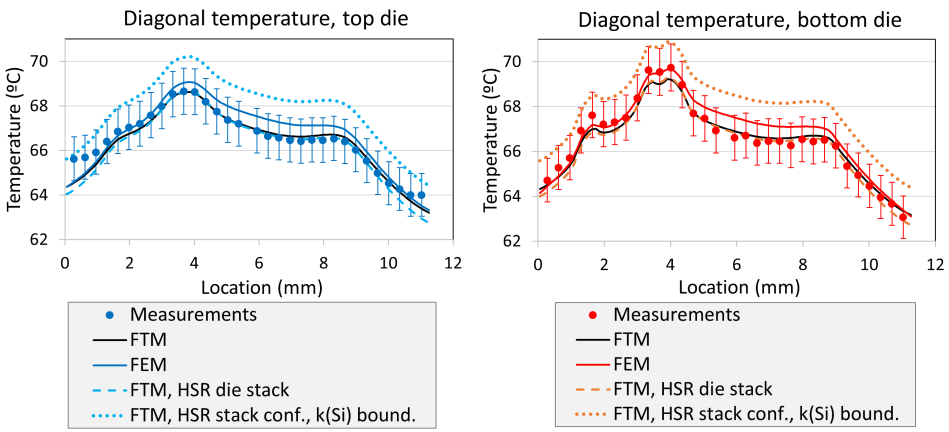 Diagonal temperature, top die
Temperature (ºC)
70
68
66
64
62
0 2 4 6 8 10 12
Location (mm)
Measurements
FTM
FEM
FTM, HSR die stack
FTM, HSR stack conf., k(Si) bound.
Diagonal temperature, bottom die
Temperature (ºC)
70
68
66
64
62
0 2 4 6 8 10 12
Location (mm)
Measurements
FTM
FEM
FTM, HSR die stack
FTM, HSR stack conf., k(Si) bound.